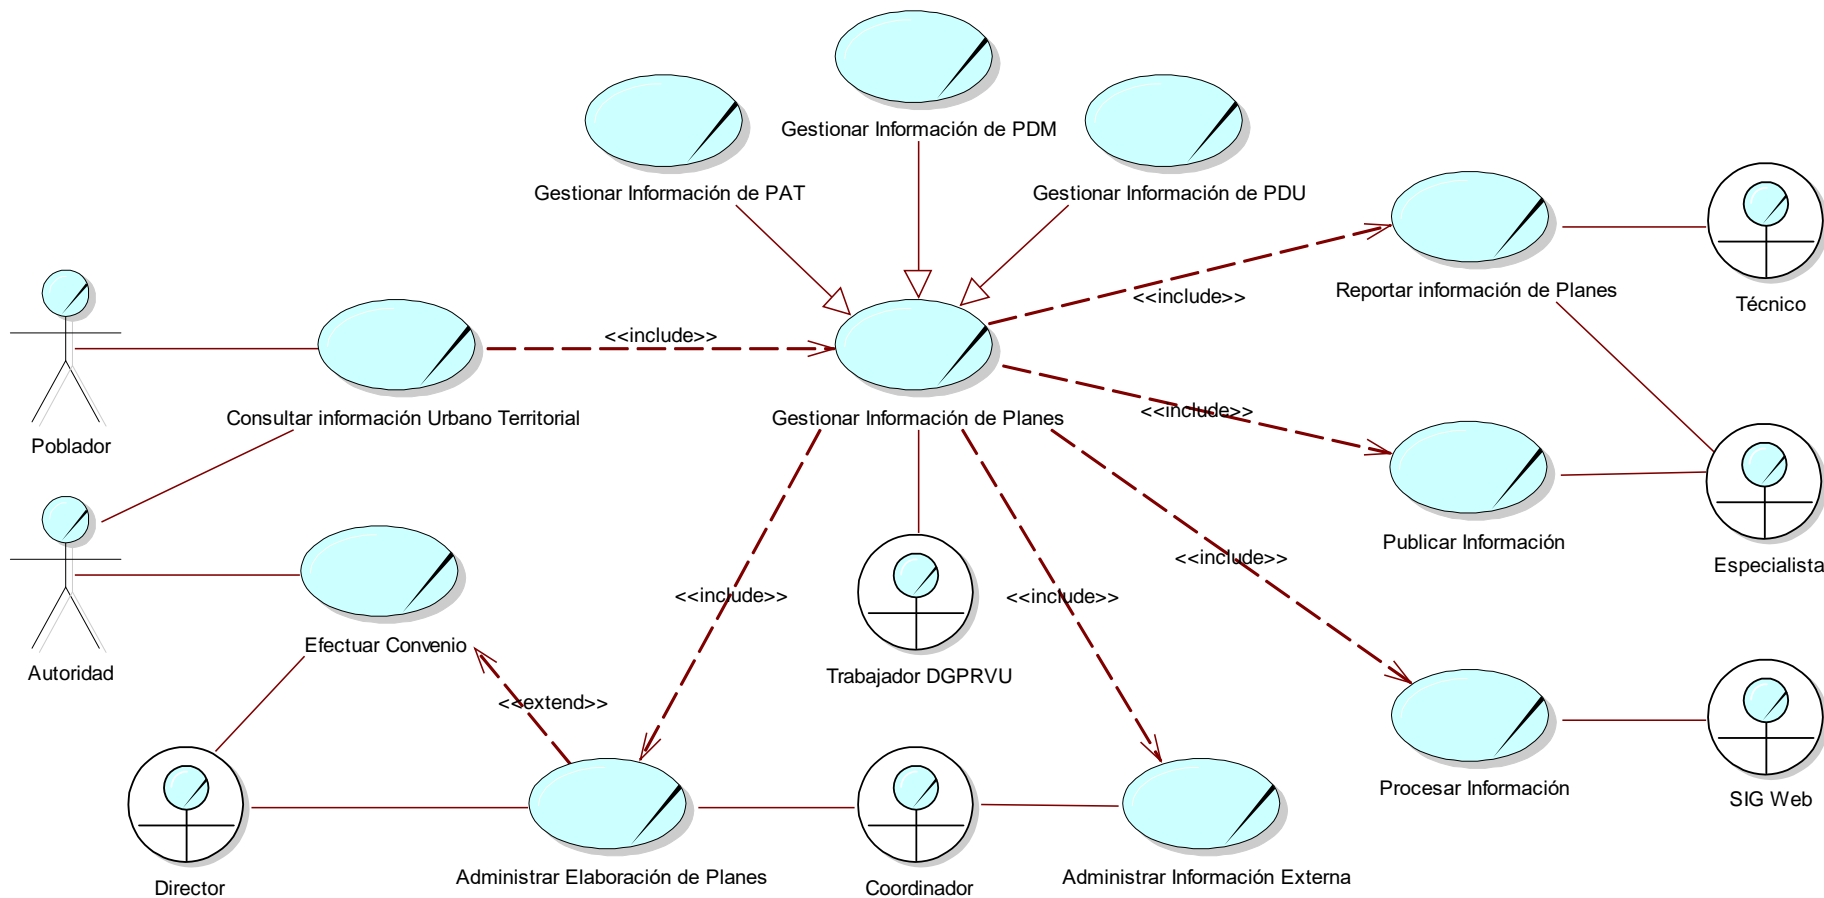 Gestionar Información de PDM
Gestionar Información de PAT
Gestionar Información de PDU
Reportar información de Planes
Técnico
<<include>>
<<include>>
Consultar información Urbano Territorial
Gestionar Información de Planes
<<include>>
Poblador
Publicar Información
Especialista
<<include>>
<<include>>
<<include>>
Efectuar Convenio
Autoridad
Trabajador DGPRVU
<<extend>>
Procesar Información
SIG Web
Director
Administrar Elaboración de Planes
Coordinador
Administrar Información Externa